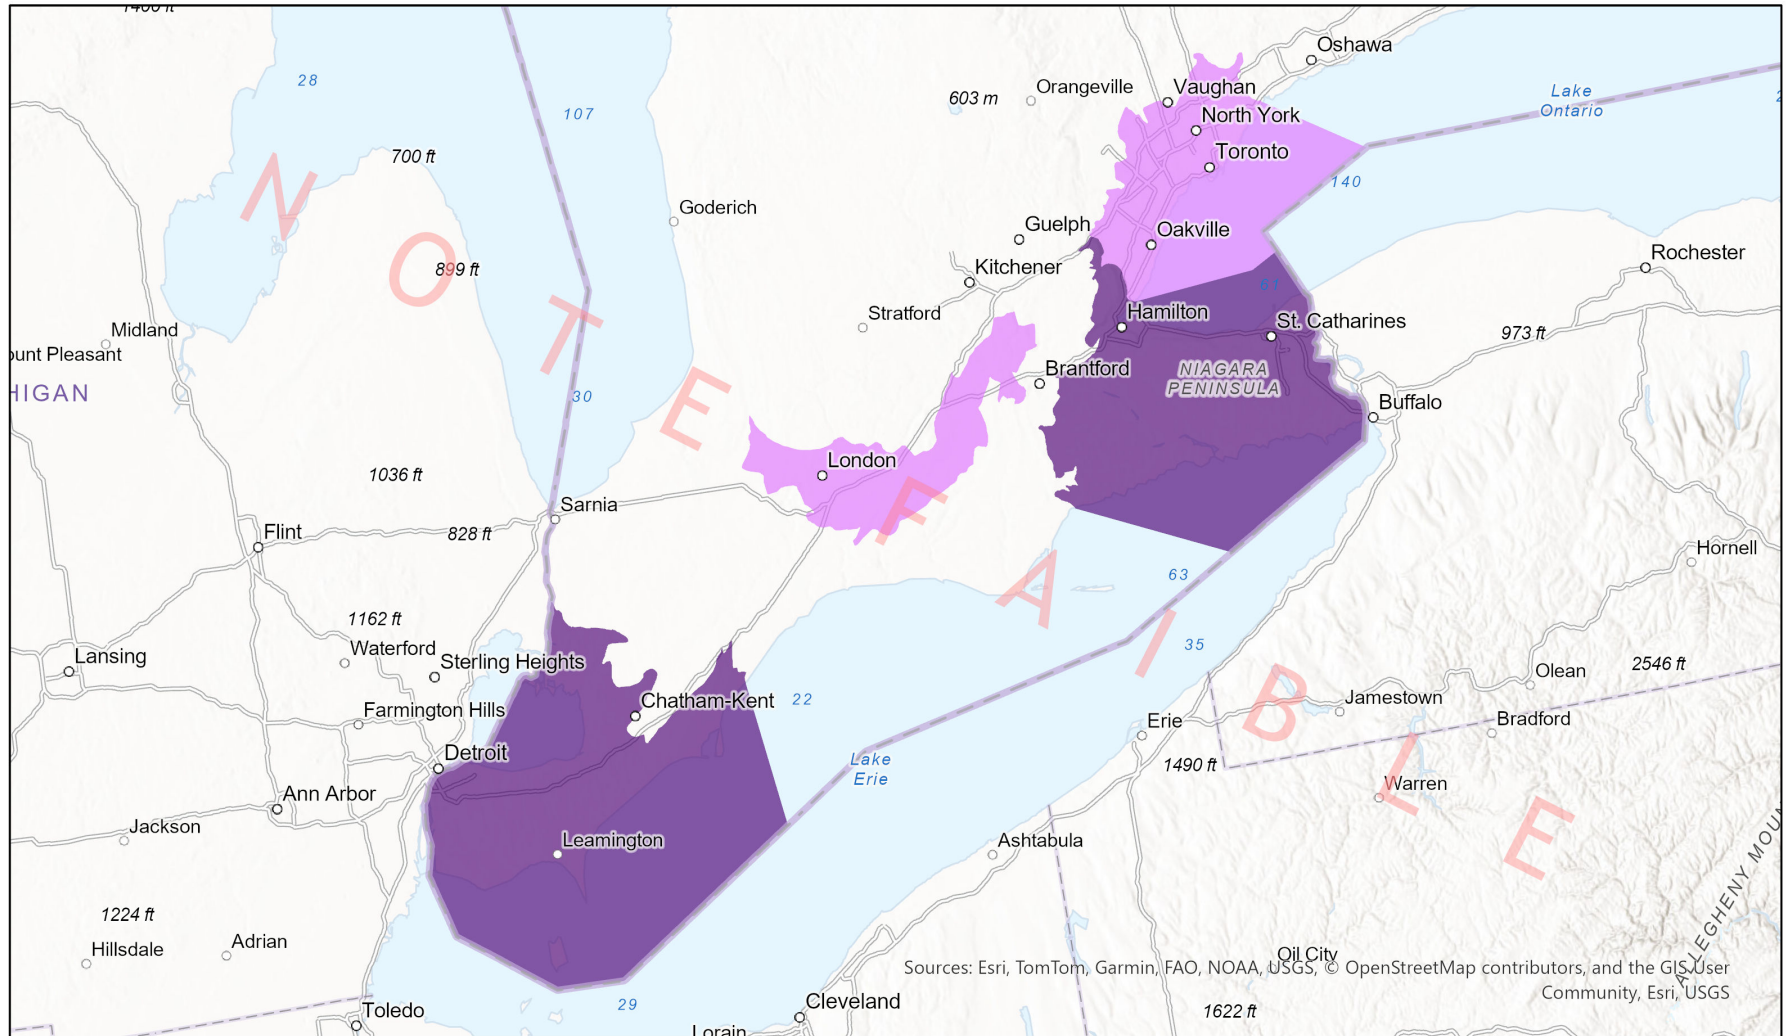 Oshawa
28
Orangeville
603 m
Vaughan
Lake
Ontario
107
North York
700 ft
Toronto
140
Goderich
Guelph
Oakville
Rochester
899 ft
Kitchener
81
Stratford
Hamilton
St. Catharines
973 ft
Midland
ount Pleasant
HIGAN
Brantford
NIAGARA
PENINSULA
30
Buffalo
London
1036 ft
Sarnia
Flint
828 ft
Hornell
63
1162 ft
35
Waterford
Lansing
Sterling Heights
2546 ft
Olean
Chatham-Kent
22
Jamestown
Farmington Hills
Erie
Bradford
Detroit
Lake
Erie
1490 ft
Warren
Ann Arbor
Jackson
Leamington
Ashtabula
1224 ft
Hillsdale
Adrian
Oil City
ALLEGHENY MOU
29
Cleveland
Toledo
1622 ft
Lorain
NOTE FAIBLE
Sources: Esri, TomTom, Garmin, FAO, NOAA, USGS, © OpenStreetMap contributors, and the GIS User
Community, Esri, USGS